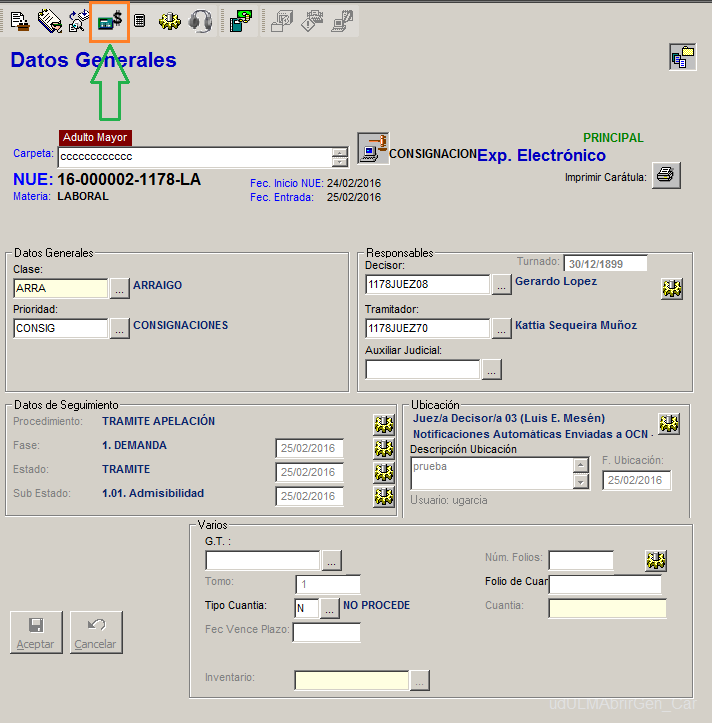 Datos Generales
Adulto Mayor
Carpeta:
cccccccccccc
CONSIGNACION
PRINCIPAL
Exp. Electrónico
NUE: 16-000002-1178-LA
Materia: LABORAL
Fec. Inicio NUE: 24/02/2016
Fec. Entrada: 25/02/2016
Imprimir Carátula:
Datos Generales
Clase:
ARRA ... ARRAIGO
Prioridad:
CONSIG ... CONSIGNACIONES
Responsables
Decisor:
Turnado: 30/12/1899
1178JUEZ08 ... Gerardo Lopez
Tramitador:
1178JUEZ70 ... Kattia Sequeira Muñoz
Auxiliar Judicial:
...
Datos de Seguimiento
Procedimiento: TRAMITE APELACIÓN
Fase: 1. DEMANDA 25/02/2016
Estado: TRAMITE 25/02/2016
Sub Estado: 1.01. Admisibilidad 25/02/2016
Ubicación
Juez/a Decisor/a 03 (Luis E. Mesén)
Notificaciones Automáticas Enviadas a OCN -
Descripción Ubicación
F. Ubicación:
prueba
25/02/2016
Usuario: ugarcia
Varios
G.T. :
...
Núm. Folios:
Tomo: 1
Folio de Cuar
Tipo Cuantia: N ... NO PROCEDE
Cuantia:
Fec Vence Plazo:
Inventario: ...
Aceptar
Cancelar
udULMAbrirGen_Car